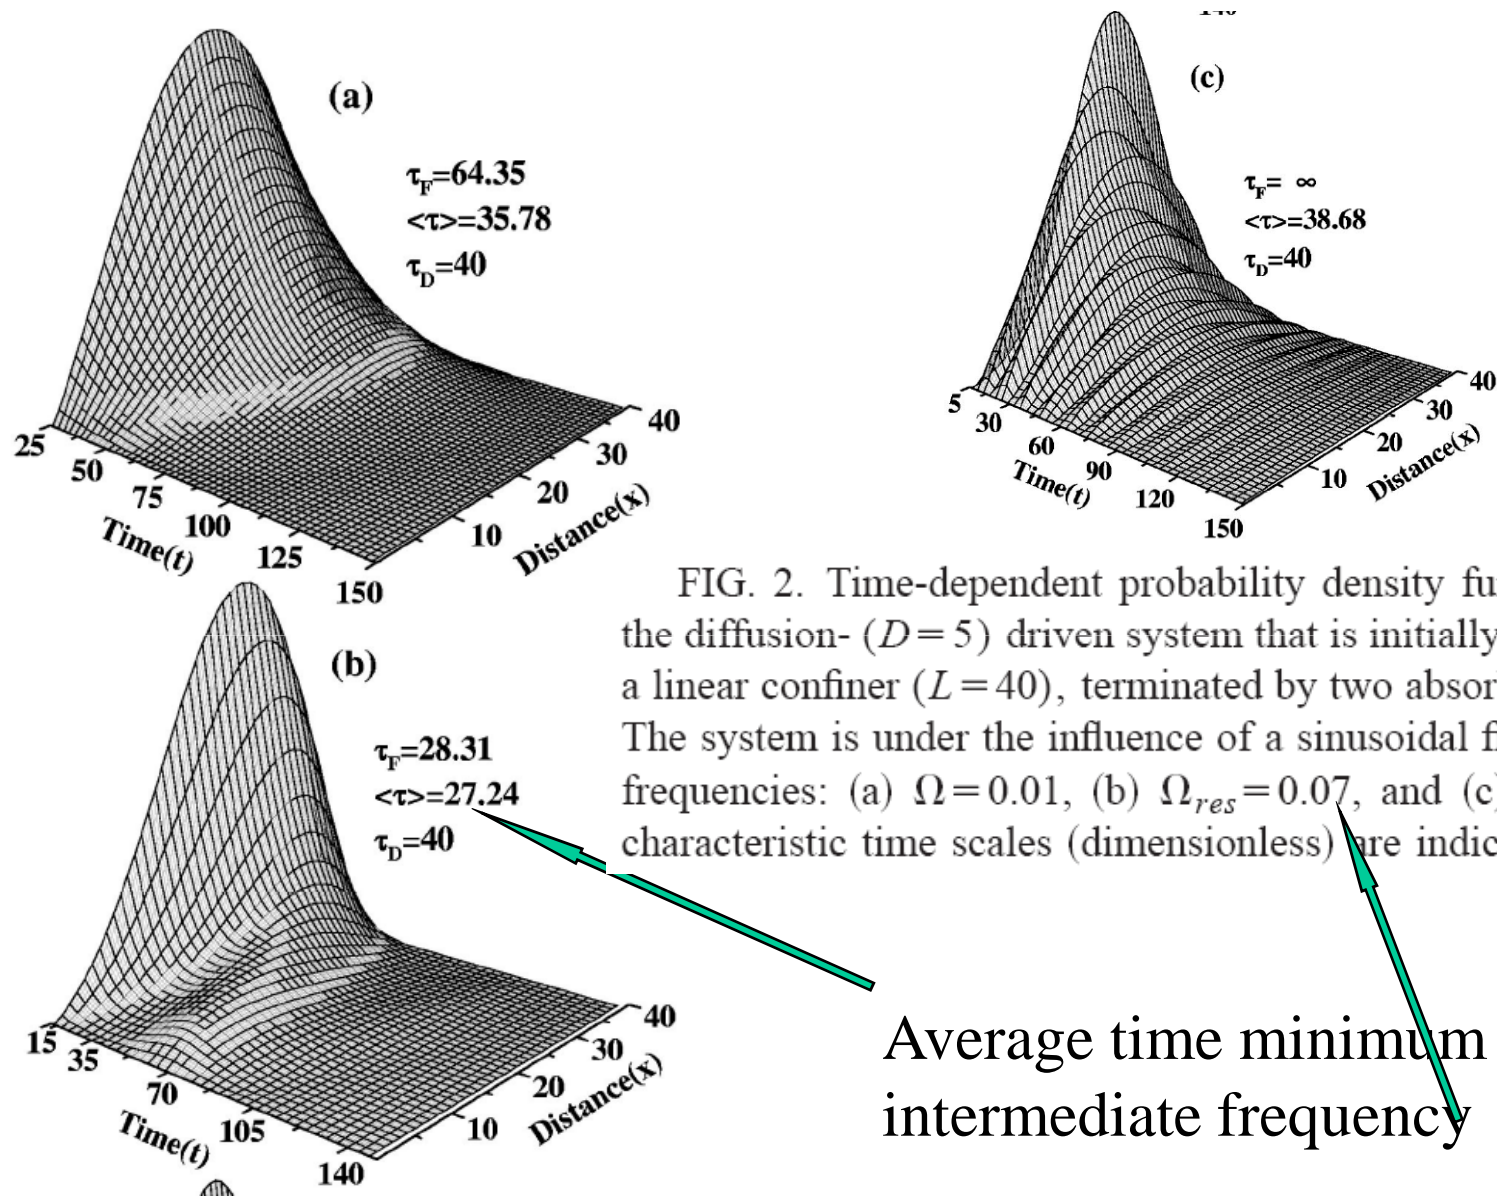 (a)
τF=64.35
<τ>=35.78
τD=40
25
50
75
100
125
150
Time(t)
10
20
30
40
Distance(x)
(c)
τF= ∞
<τ>=38.68
τD=40
5
30
60
90
120
150
Time(t)
10
20
30
40
Distance(x)
(b)
τF=28.31
<τ>=27.24
τD=40
15
35
70
105
140
Time(t)
10
20
30
40
Distance(x)
FIG. 2. Time-dependent probability density fu
the diffusion- (D=5) driven system that is initially
a linear confiner (L=40), terminated by two absor
The system is under the influence of a sinusoidal f
frequencies: (a) Ω=0.01, (b) Ωres=0.07, and (c
characteristic time scales (dimensionless) are indic
Average time minimum
intermediate frequency